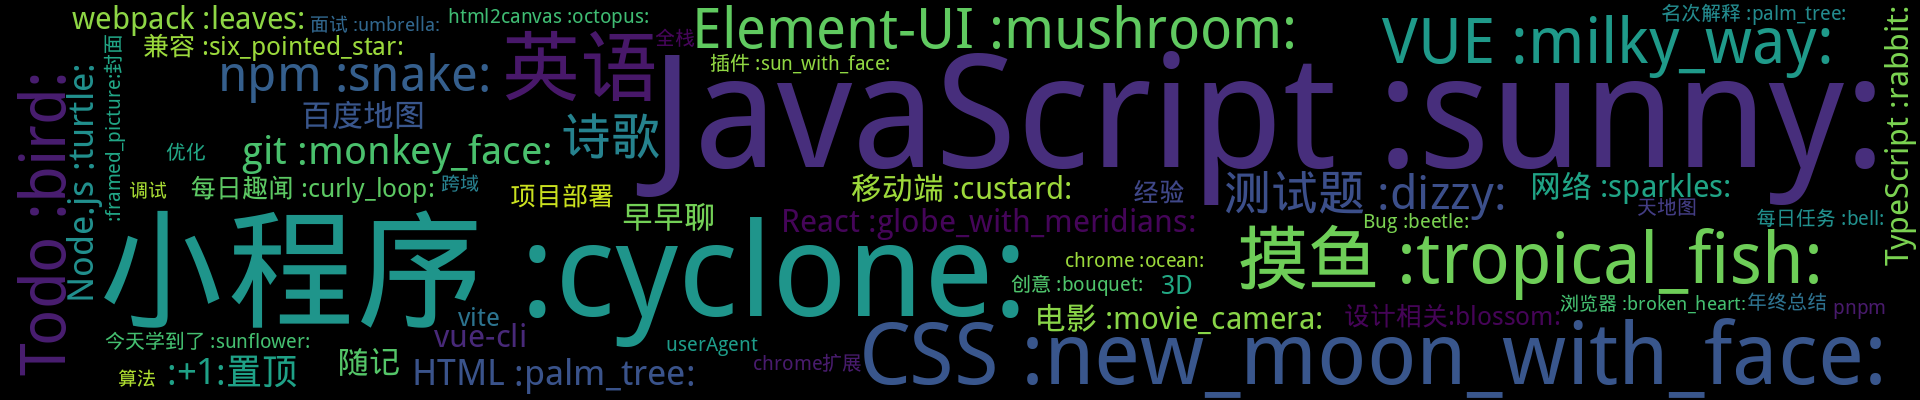 webpack :leaves:
面试 :umbrella:
html2canvas :octopus:
Element-UI :mushroom:
VUE :milky_way:
名次解释 :palm_tree:
TypeScript :rabbit:
兼容 :six_pointed_star:
英语
全栈
插件 :sun_with_face:
JavaScript :sunny:
npm :snake:
:framed_picture:封面
Node.js :turtle:
Todo :bird:
百度地图
诗歌
优化
git :monkey_face:
调试
每日趣闻 :curly_loop:
跨域
项目部署
移动端 :custard:
经验
测试题 :dizzy:
网络 :sparkles:
天地图
早早聊
React :globe_with_meridians:
Bug :beetle:
每日任务 :bell:
小程序 :cyclone:
摸鱼 :tropical_fish:
chrome :ocean:
创意 :bouquet:
3D
浏览器 :broken_heart:
年终总结
pnpm
vite
电影 :movie_camera:
设计相关:blossom:
今天学到了 :sunflower:
vue-cli
userAgent
CSS :new_moon_with_face:
随记
chrome扩展
算法
:+1:置顶
HTML :palm_tree: